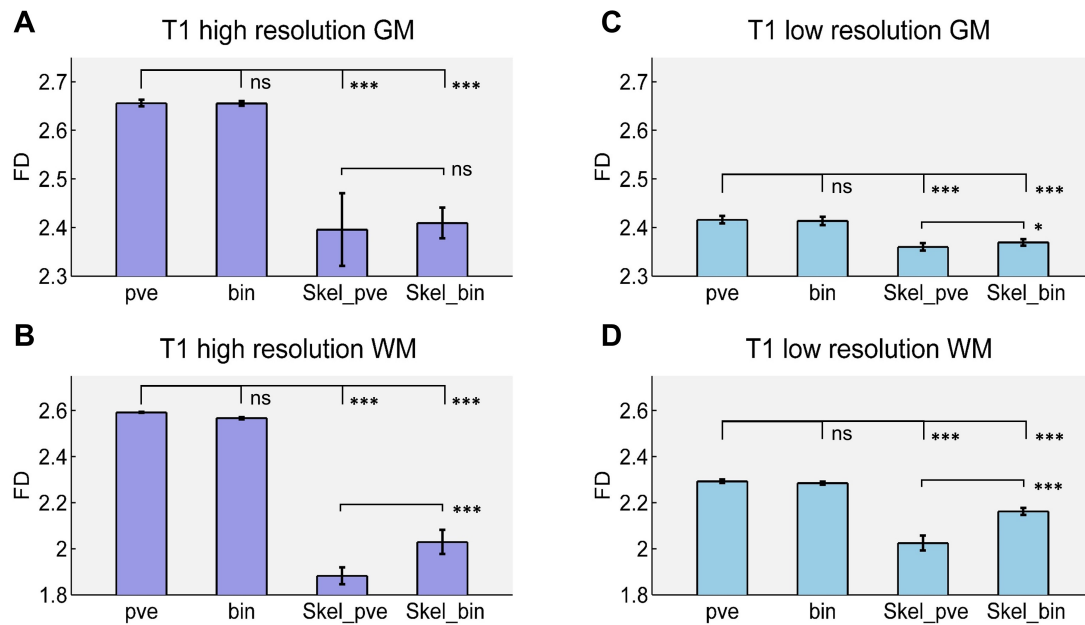 A
T1 high resolution GM
FD
2.7
2.6
2.5
2.4
2.3
ns
***
***
ns
pve
bin
Skel_pve
Skel_bin
C
T1 low resolution GM
FD
2.7
2.6
2.5
2.4
2.3
ns
***
***
*
pve
bin
Skel_pve
Skel_bin
B
T1 high resolution WM
FD
2.6
2.4
2.2
2
1.8
ns
***
***
***
pve
bin
Skel_pve
Skel_bin
D
T1 low resolution WM
FD
2.6
2.4
2.2
2
1.8
ns
***
***
***
pve
bin
Skel_pve
Skel_bin